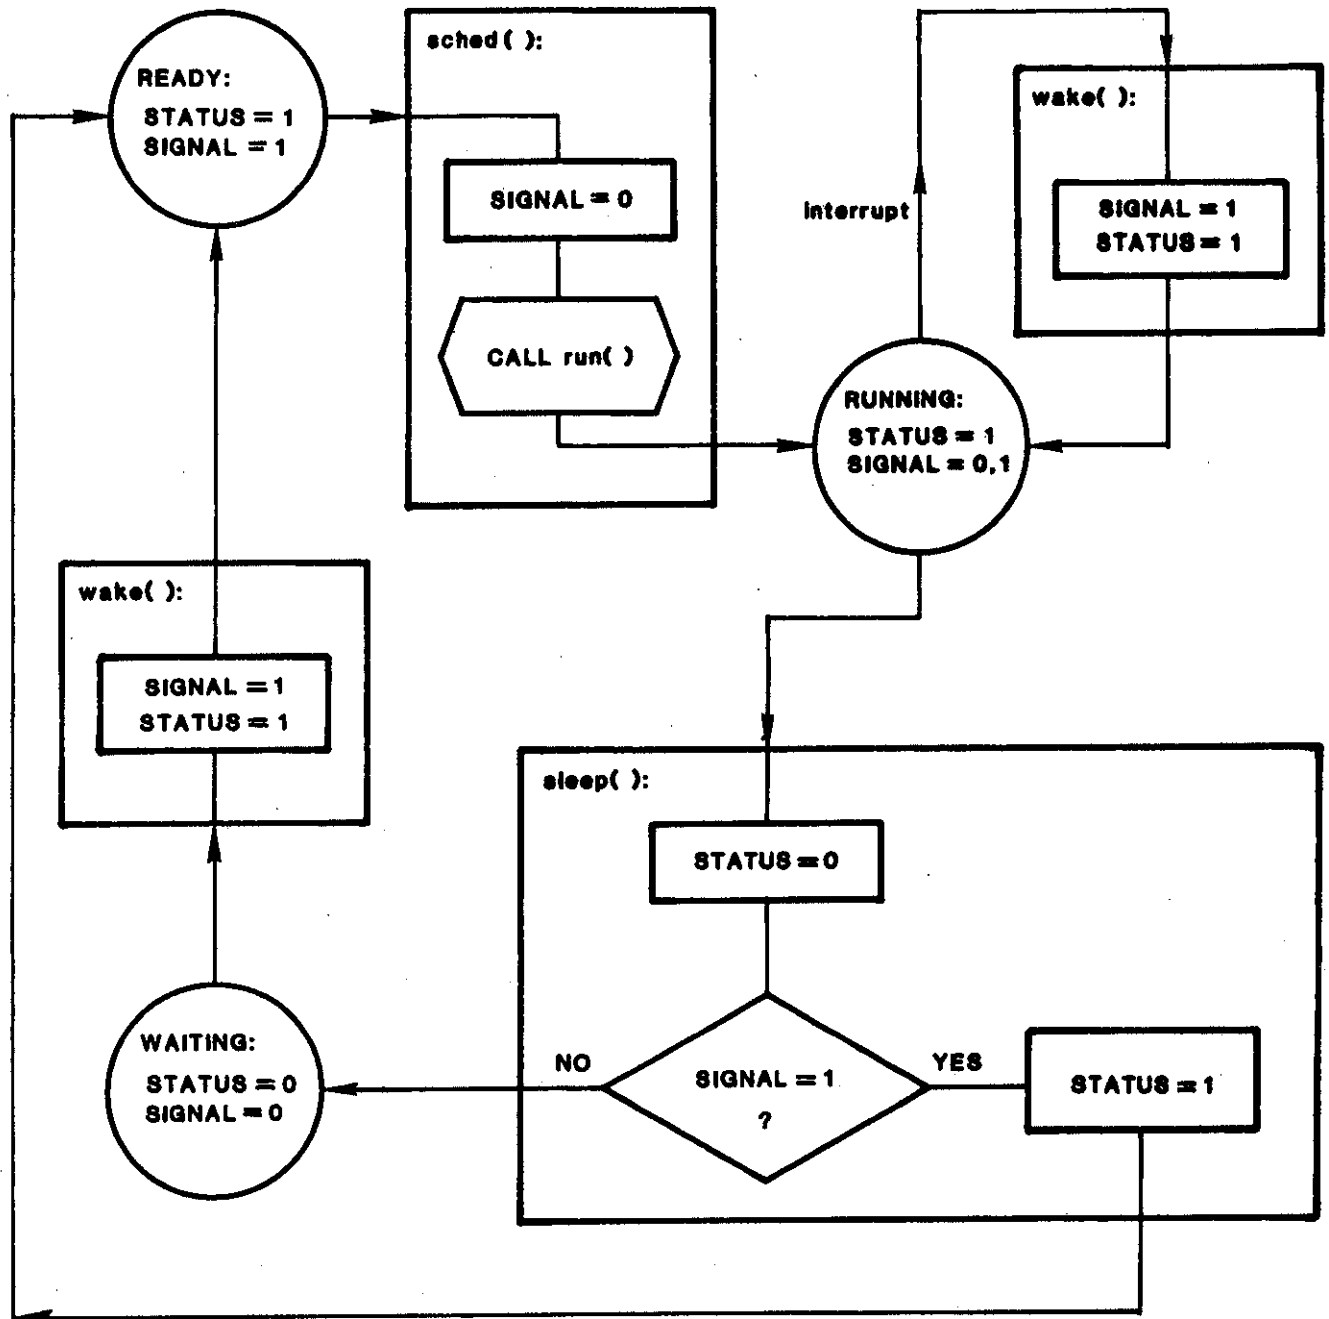 READY:
STATUS = 1
SIGNAL = 1
sched( ):
SIGNAL = 0
CALL run( )
interrupt
wake( ):
SIGNAL = 1
STATUS = 1
RUNNING:
STATUS = 1
SIGNAL = 0,1
wake( ):
SIGNAL = 1
STATUS = 1
sleep( ):
STATUS = 0
WAITING:
STATUS = 0
SIGNAL = 0
NO
SIGNAL = 1
?
YES
STATUS = 1